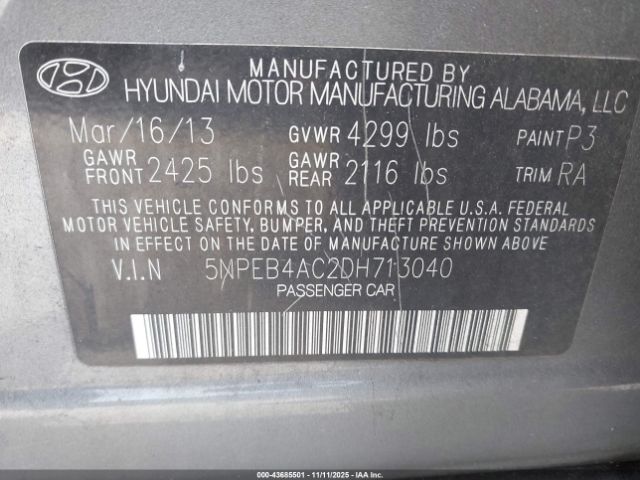 MANUFACTURED BY
HYUNDAI MOTOR MANUFACTURING ALABAMA, LLC
Mar/16/13 GVWR 4299 lbs PAINT P3
GAWR FRONT 2425 lbs GAWR REAR 2116 lbs TRIM RA
THIS VEHICLE CONFORMS TO ALL APPLICABLE U.S.A. FEDERAL
MOTOR VEHICLE SAFETY, BUMPER, AND THEFT PREVENTION STANDARDS
IN EFFECT ON THE DATE OF MANUFACTURE SHOWN ABOVE
V.I.N 5NPEB4AC2DH713040
PASSENGER CAR
000-43685501 - 11/11/2025 - IAAI.COM